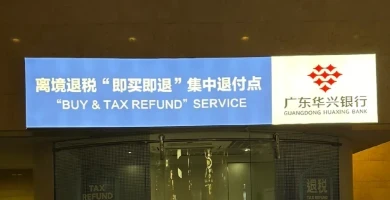 离境退税“即买即退”集中退付点
“BUY & TAX REFUND” SERVICE
广东华兴银行
GUANGDONG HUAXING BANK
TAX
REFUND
退税